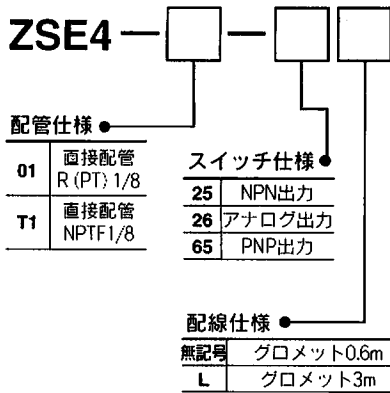 ZSE4 — □ — □ □
配管仕様
01 直接配管 R(PT)1/8
T1 直接配管 NPTF1/8
スイッチ仕様
25 NPN出力
26 アナログ出力
65 PNP出力
配線仕様
無記号 グロメット0.6m
L グロメット3m